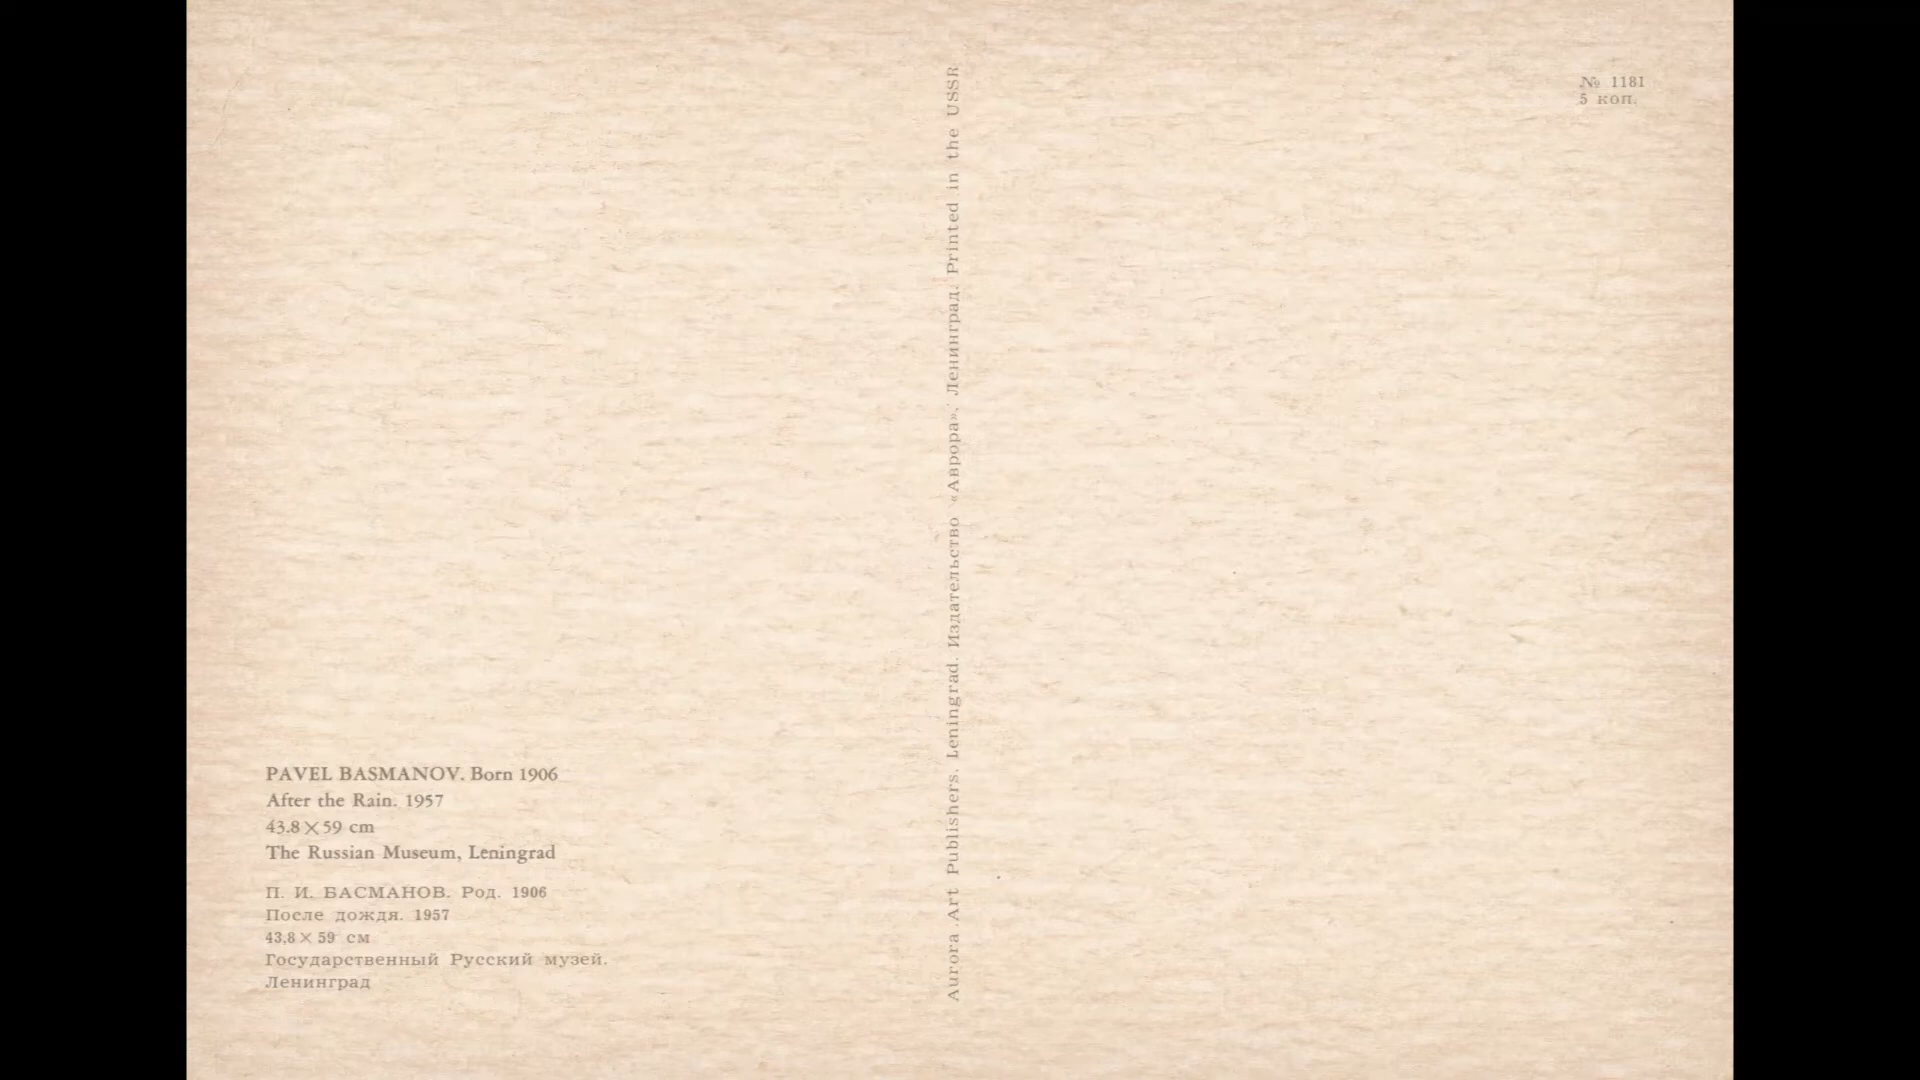 № 1181
5 коп.
Aurora Art Publishers. Leningrad. Издательство «Аврора». Ленинград. Printed in the USSR
PAVEL BASMANOV. Born 1906
After the Rain. 1957
43.8×59 cm
The Russian Museum, Leningrad
П. И. БАСМАНОВ. Род. 1906
После дождя. 1957
43,8×59 см
Государственный Русский музей.
Ленинград